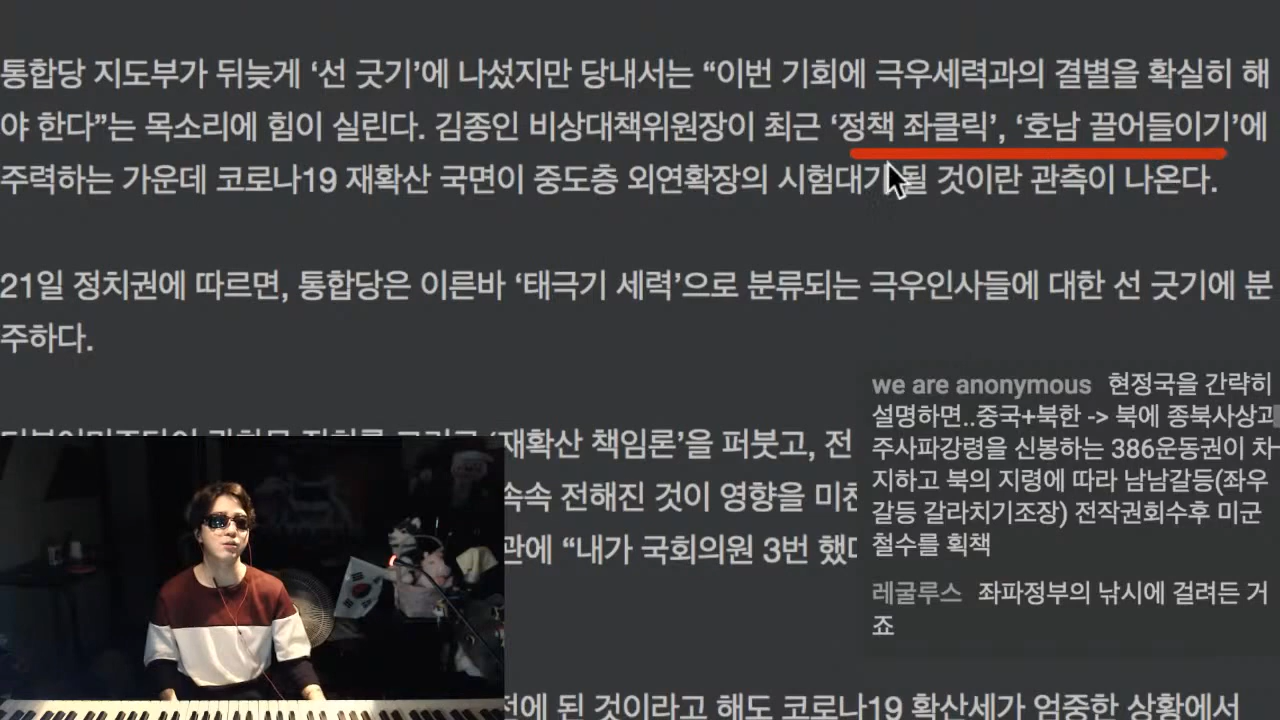 통합당 지도부가 뒤늦게 ‘선 긋기’에 나섰지만 당내서는 “이번 기회에 극우세력과의 결별을 확실히 해
야 한다”는 목소리에 힘이 실린다. 김종인 비상대책위원장이 최근 ‘정책 좌클릭’, ‘호남 끌어들이기’에
주력하는 가운데 코로나19 재확산 국면이 중도층 외연확장의 시험대가 될 것이란 관측이 나온다.
21일 정치권에 따르면, 통합당은 이른바 ‘태극기 세력’으로 분류되는 극우인사들에 대한 선 긋기에 분
주하다.
‘재확산 책임론’을 퍼붓고, 전
속속 전해진 것이 영향을 미친
관에 “내가 국회의원 3번 했
we are anonymous 현정국을 간략히
설명하면..중국+북한 -> 북에 종북사상과
주사파강령을 신봉하는 386운동권이 차
지하고 북의 지령에 따라 남남갈등(좌우
갈등 갈라치기조장) 전작권회수후 미군
철수를 획책
레굴루스 좌파정부의 낚시에 걸려든 거
죠
전에 된 것이라고 해도 코로나19 확산세가 엄중한 상황에서